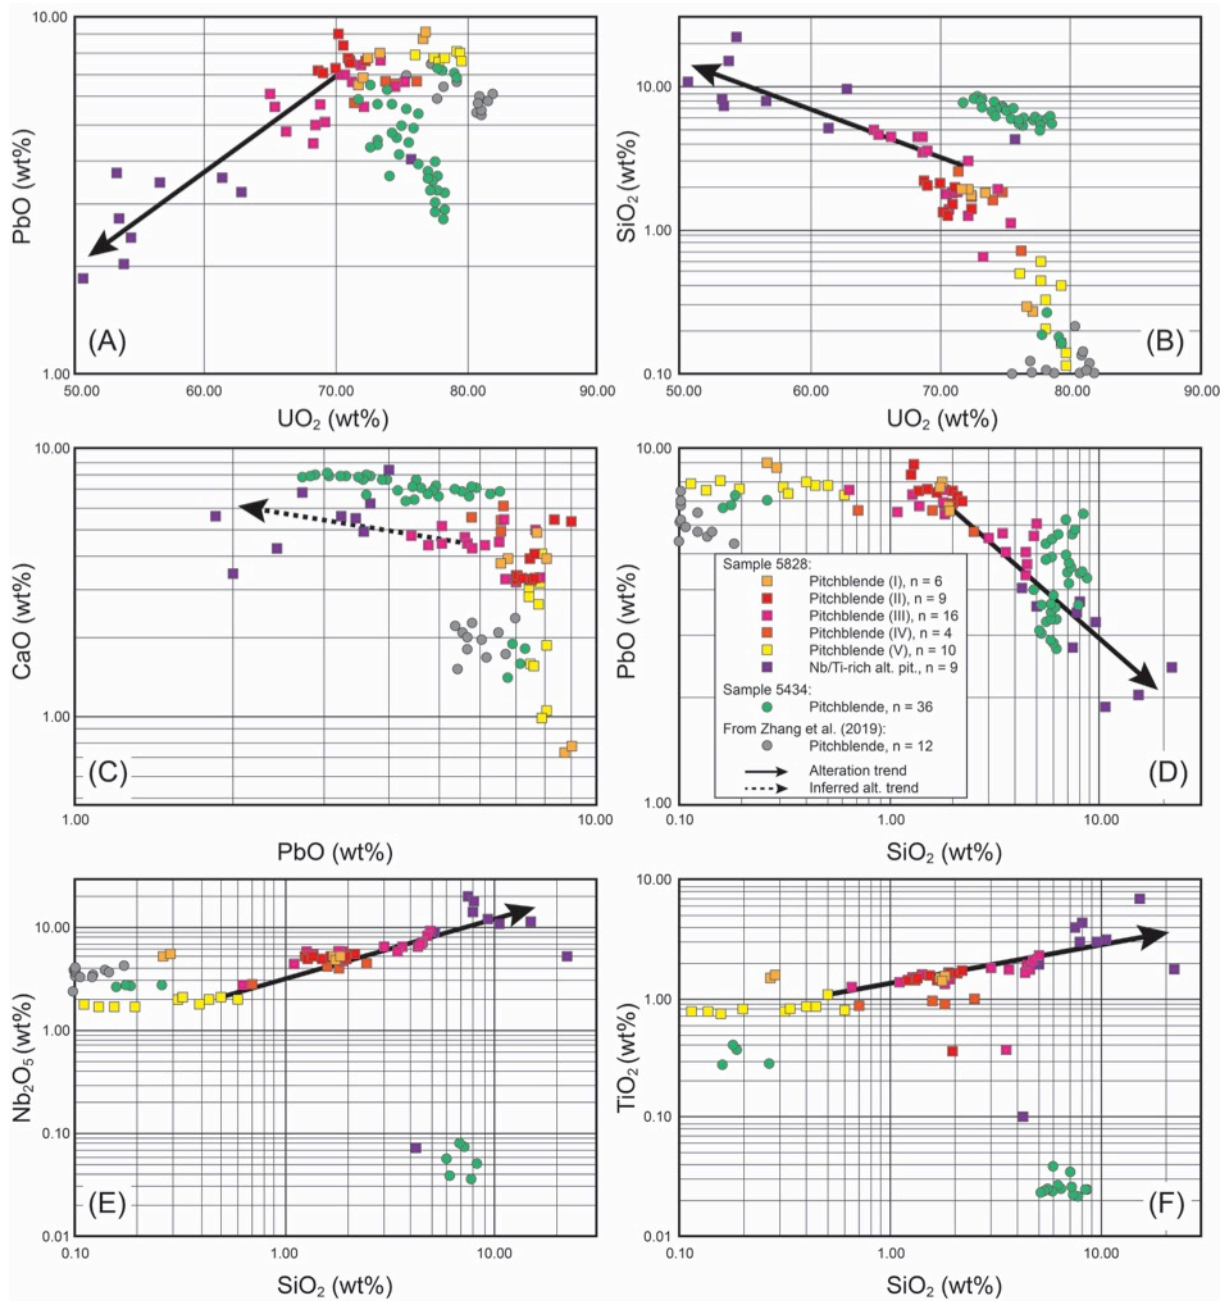 10.00
PbO (wt%)
(A)
1.00
50.00 60.00 70.00 80.00 90.00
UO2 (wt%)
10.00
SiO2 (wt%)
1.00
(B)
0.10
50.00 60.00 70.00 80.00 90.00
UO2 (wt%)
10.00
CaO (wt%)
1.00
(C)
1.00 10.00
PbO (wt%)
10.00
PbO (wt%)
Sample 5828:
Pitchblende (I), n = 6
Pitchblende (II), n = 9
Pitchblende (III), n = 16
Pitchblende (IV), n = 4
Pitchblende (V), n = 10
Nb/Ti-rich alt. pit., n = 9
Sample 5434:
Pitchblende, n = 36
From Zhang et al. (2019):
Pitchblende, n = 12
Alteration trend
Inferred alt. trend
(D)
1.00
0.10 1.00 10.00
SiO2 (wt%)
10.00
Nb2O5 (wt%)
1.00
0.10
(E)
0.01
0.10 1.00 10.00
SiO2 (wt%)
10.00
TiO2 (wt%)
1.00
0.10
(F)
0.01
0.10 1.00 10.00
SiO2 (wt%)